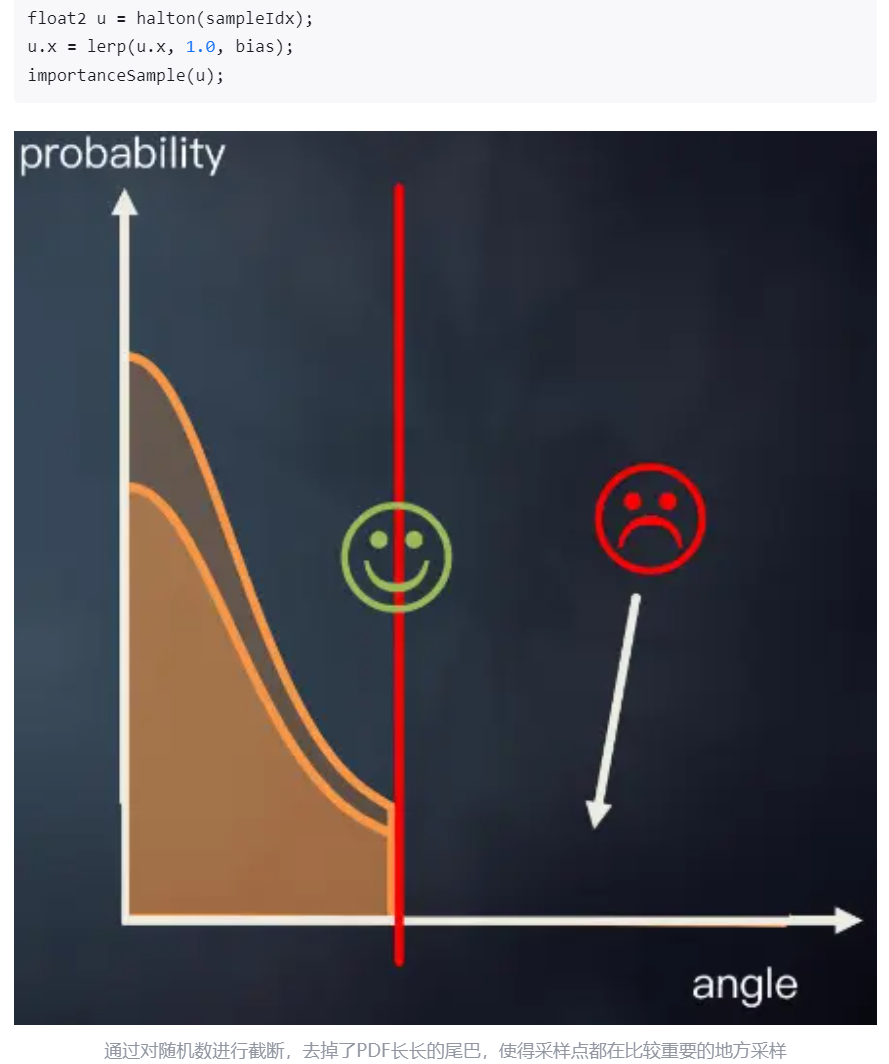 float2 u = halton(sampleIdx);
u.x = lerp(u.x, 1.0, bias);
importanceSample(u);
probability
angle
通过对随机数进行截断，去掉了PDF长长的尾巴，使得采样点都在比较重要的地方采样